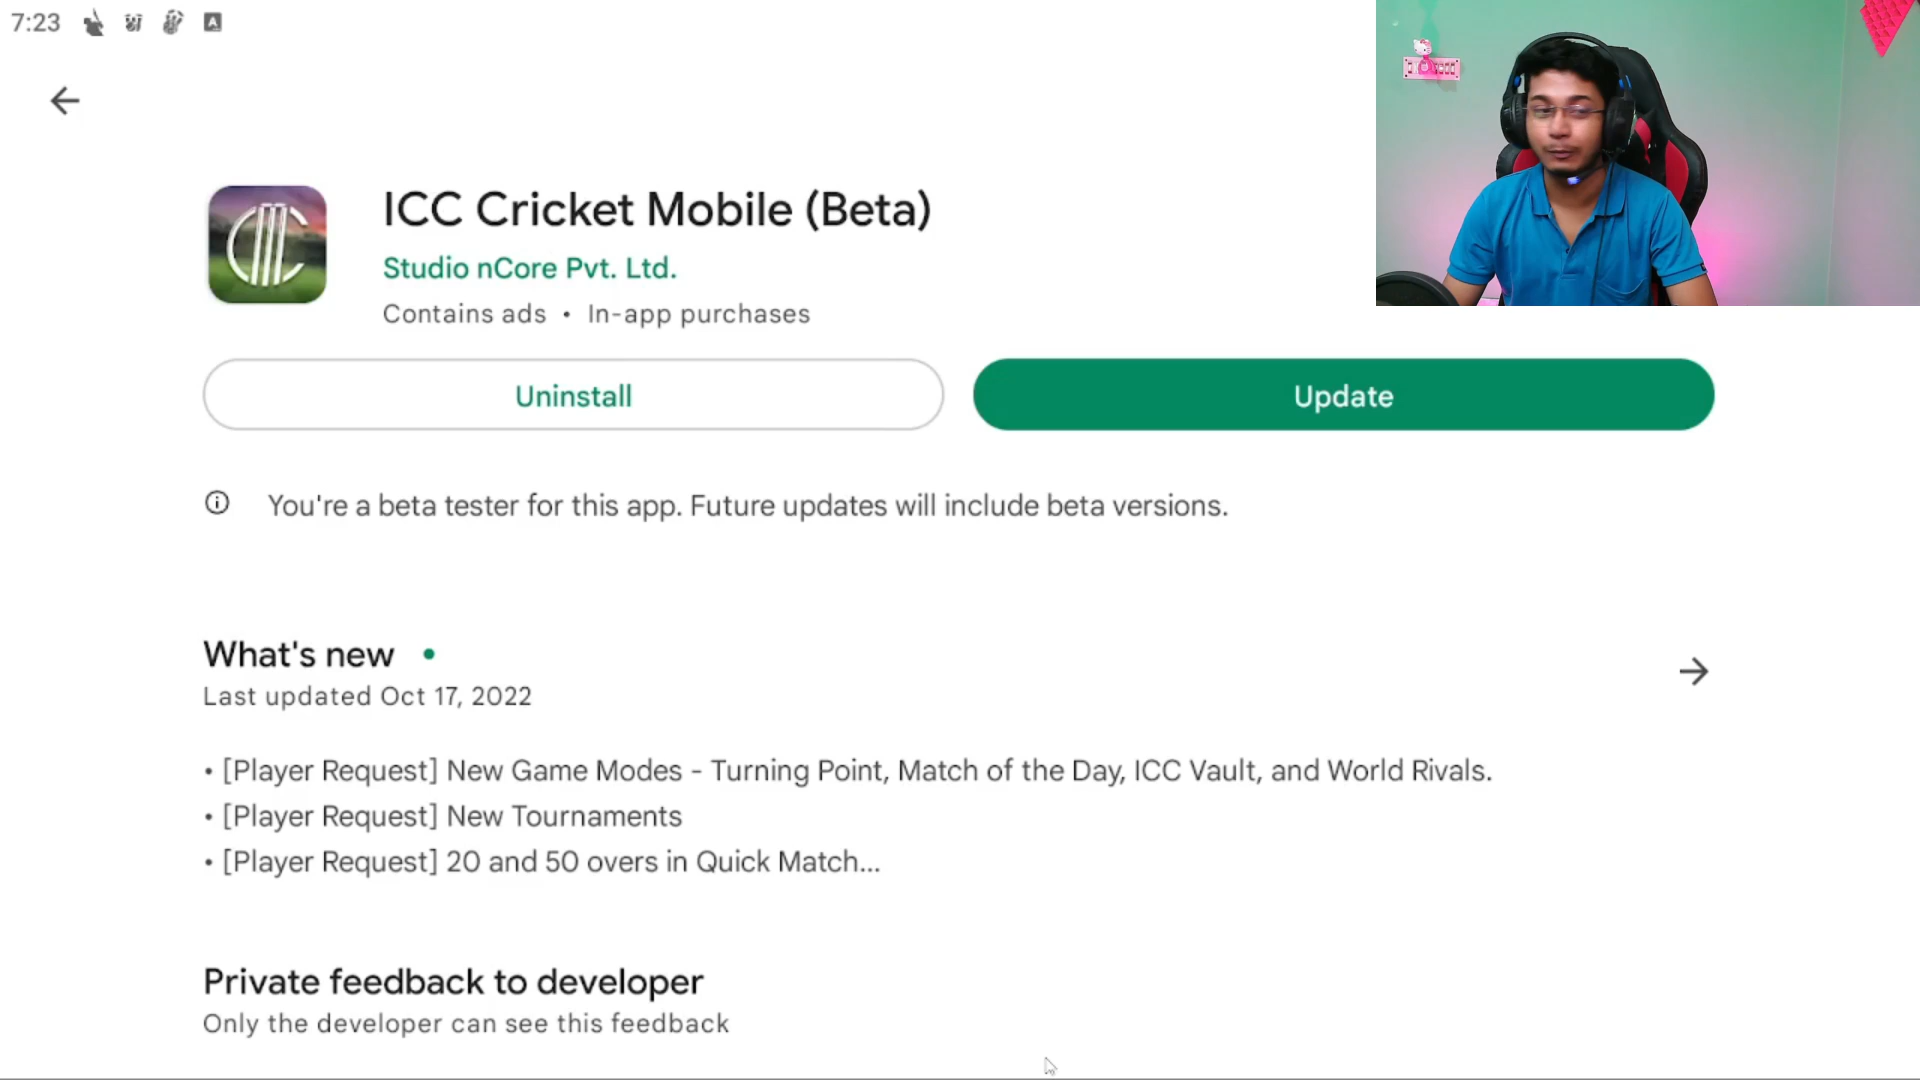 7:23
ICC Cricket Mobile (Beta)
Studio nCore Pvt. Ltd.
Contains ads • In-app purchases
Uninstall
Update
You're a beta tester for this app. Future updates will include beta versions.
What's new •
Last updated Oct 17, 2022
• [Player Request] New Game Modes - Turning Point, Match of the Day, ICC Vault, and World Rivals.
• [Player Request] New Tournaments
• [Player Request] 20 and 50 overs in Quick Match...
Private feedback to developer
Only the developer can see this feedback